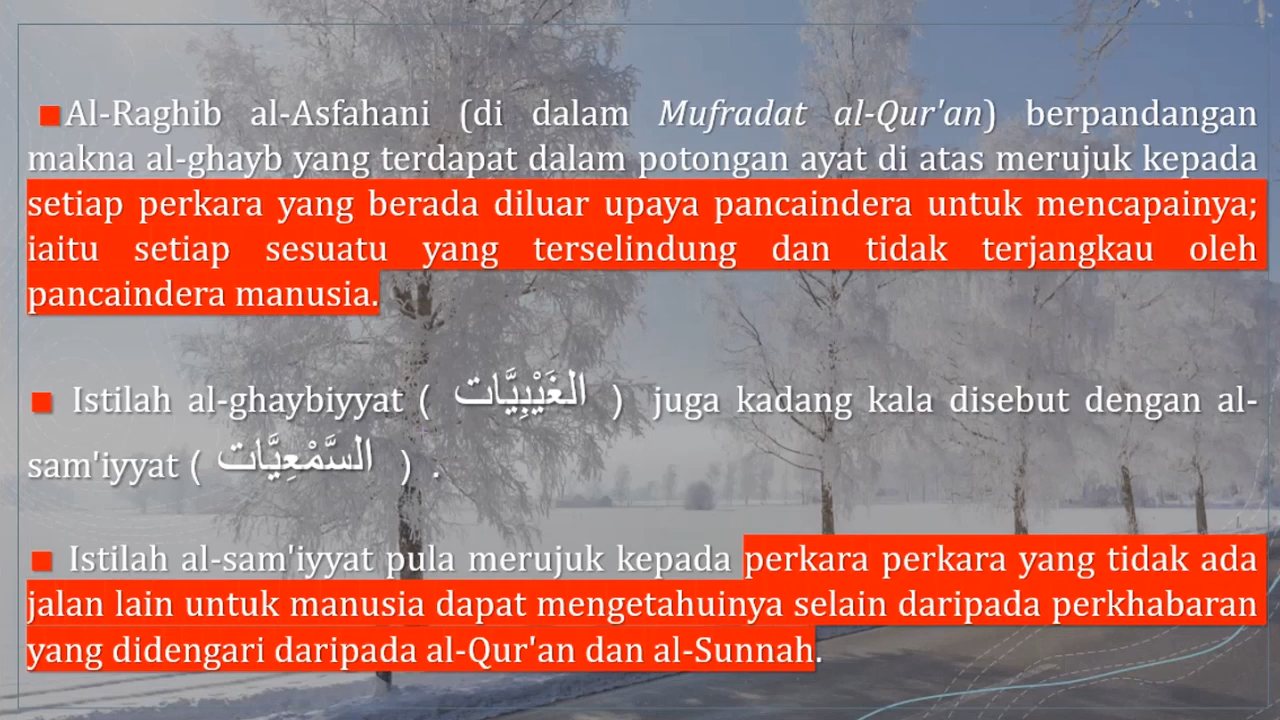 ■Al-Raghib al-Asfahani (di dalam Mufradat al-Qur'an) berpandangan
makna al-ghayb yang terdapat dalam potongan ayat di atas merujuk kepada
setiap perkara yang berada diluar upaya pancaindera untuk mencapainya;
iaitu setiap sesuatu yang terselindung dan tidak terjangkau oleh
pancaindera manusia.
■ Istilah al-ghaybiyyat ( الغَيْبِيَّات ) juga kadang kala disebut dengan al-
sam'iyyat ( السَّمْعِيَّات ) .
■ Istilah al-sam'iyyat pula merujuk kepada perkara perkara yang tidak ada
jalan lain untuk manusia dapat mengetahuinya selain daripada perkhabaran
yang didengari daripada al-Qur'an dan al-Sunnah.